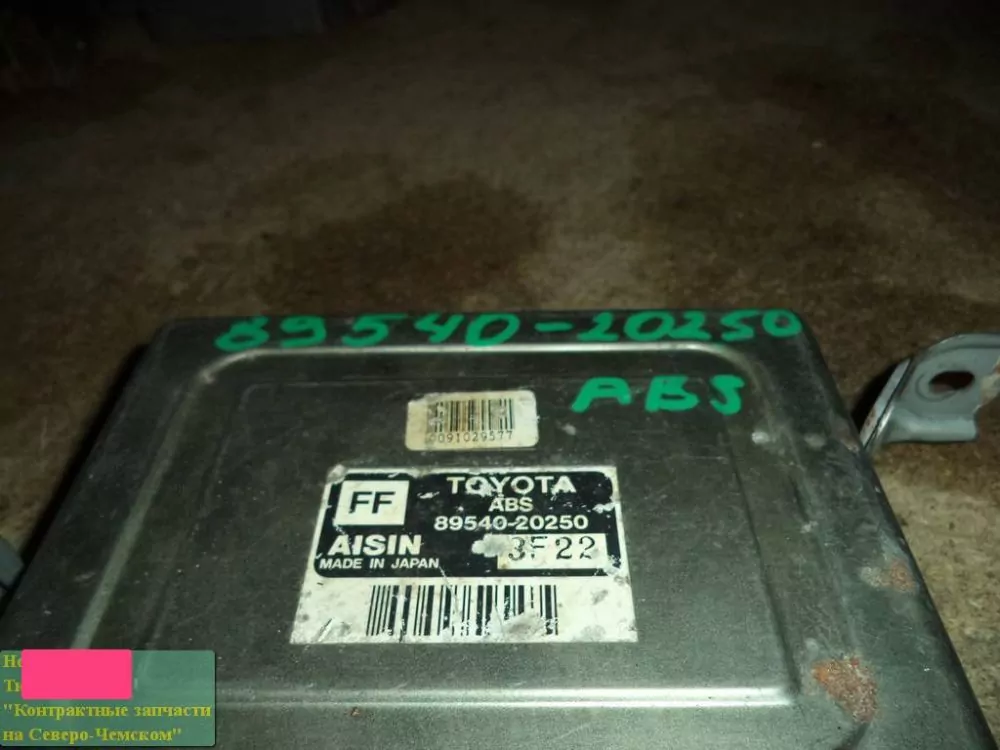 89540-20250
ABS
0091029577
FF
TOYOTA
ABS
89540-20250
AISIN
3F22
MADE IN JAPAN
"Контрактные запчасти
на Северо-Чемском"